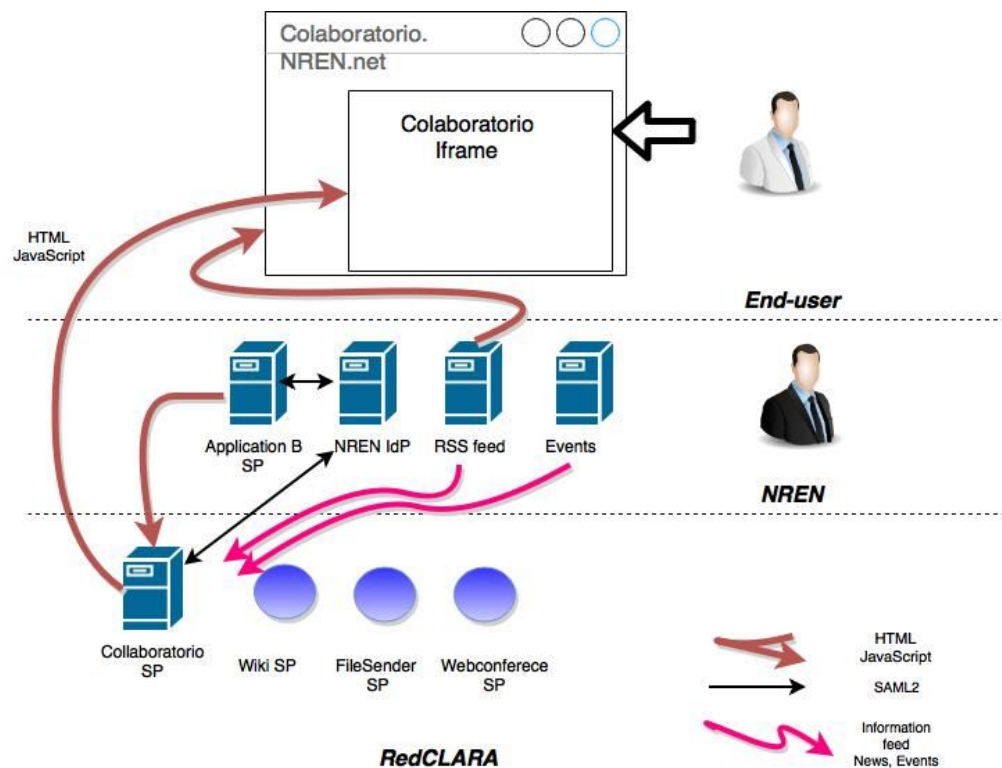 Colaboratorio.
NREN.net
Colaboratorio
Iframe
HTML
JavaScript
End-user
Application B
SP
NREN IdP
RSS feed
Events
NREN
Collaboratorio
SP
Wiki SP
FileSender
SP
Webconferece
SP
HTML
JavaScript
SAML2
Information
feed
News, Events
RedCLARA